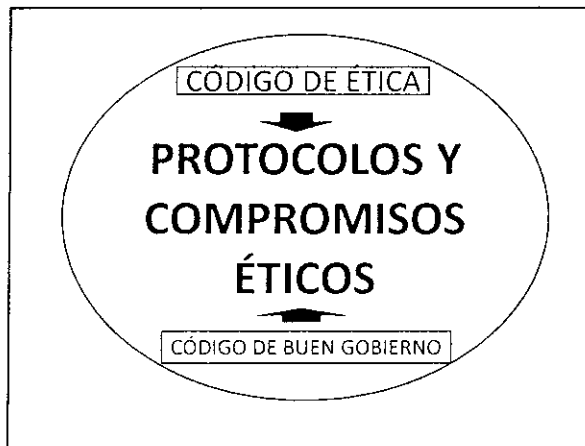 CÓDIGO DE ÉTICA
PROTOCOLOS Y
COMPROMISOS
ÉTICOS
CÓDIGO DE BUEN GOBIERNO